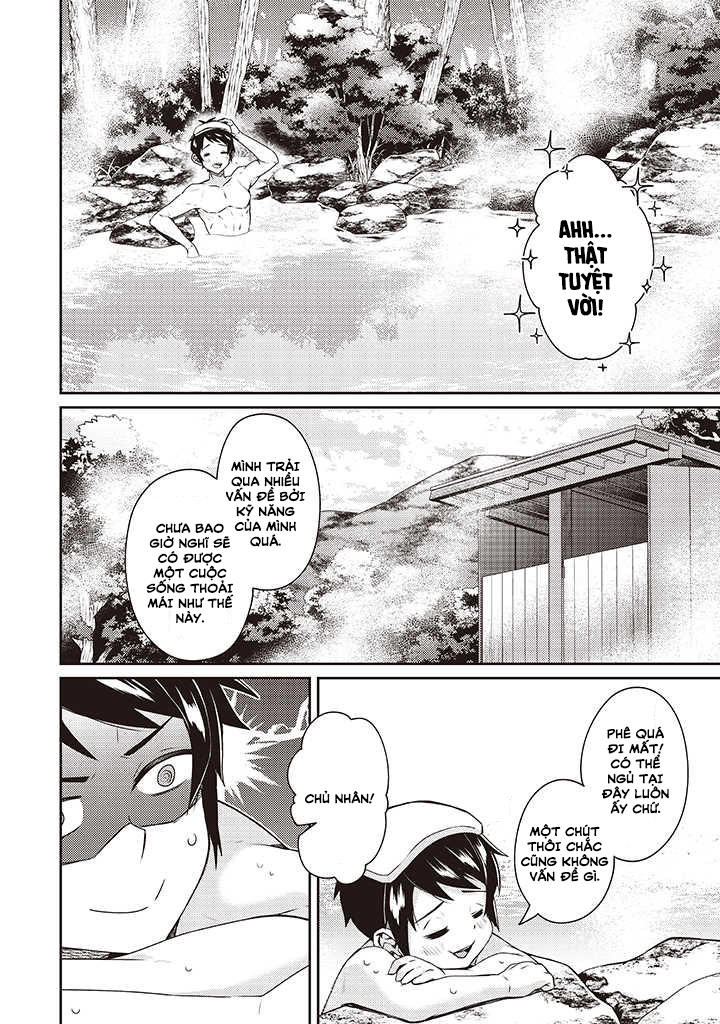 AHH...
THẬT
TUYỆT
VỜI!
MÌNH TRẢI
QUA NHIỀU
VẤN ĐỀ BỞI
KỸ NĂNG
CỦA MÌNH
QUÁ.
CHƯA BAO
GIỜ NGHĨ SẼ
CÓ ĐƯỢC
MỘT CUỘC
SỐNG THOẢI
MÁI NHƯ THẾ
NÀY.
PHÊ QUÁ
ĐI MẤT!
CÓ THỂ
NGỦ TẠI
ĐÂY LUÔN
ẤY CHỨ.
MỘT CHÚT
THÔI CHẮC
CŨNG KHÔNG
VẤN ĐỀ GÌ.
CHỦ NHÂN!